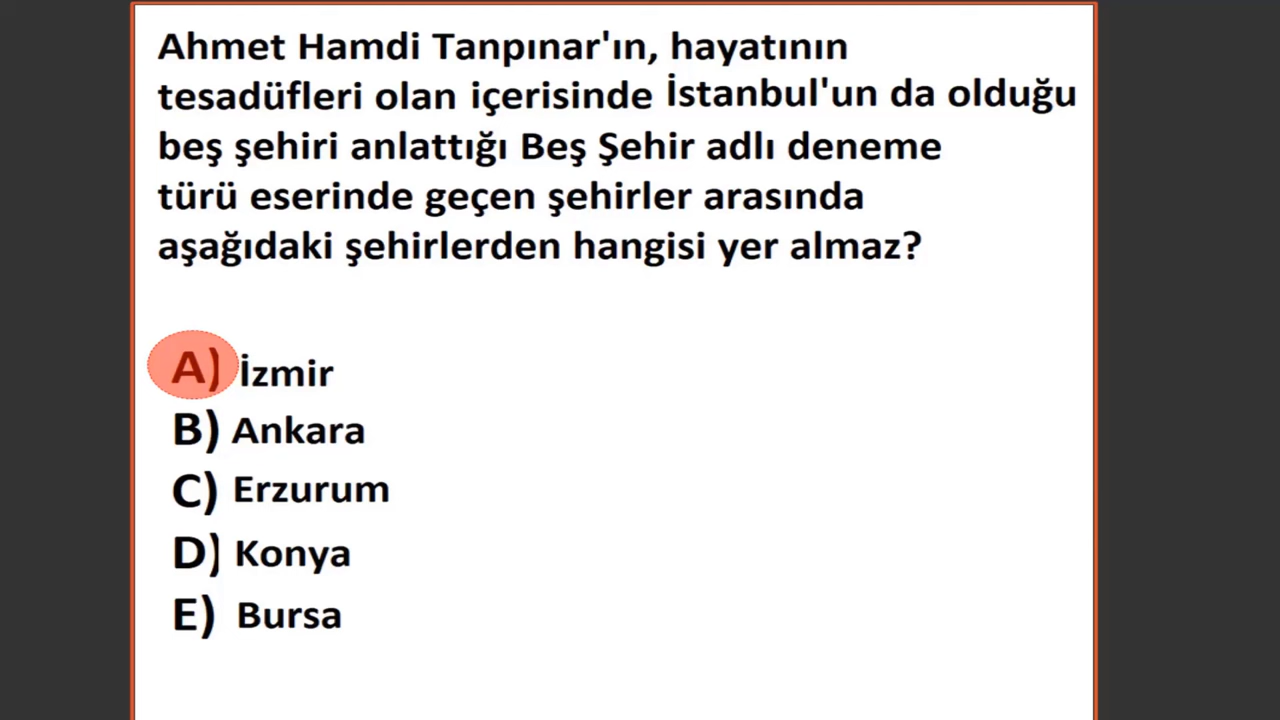 Ahmet Hamdi Tanpınar'ın, hayatının
tesadüfleri olan içerisinde İstanbul'un da olduğu
beş şehiri anlattığı Beş Şehir adlı deneme
türü eserinde geçen şehirler arasında
aşağıdaki şehirlerden hangisi yer almaz?
A) İzmir
B) Ankara
C) Erzurum
D) Konya
E) Bursa